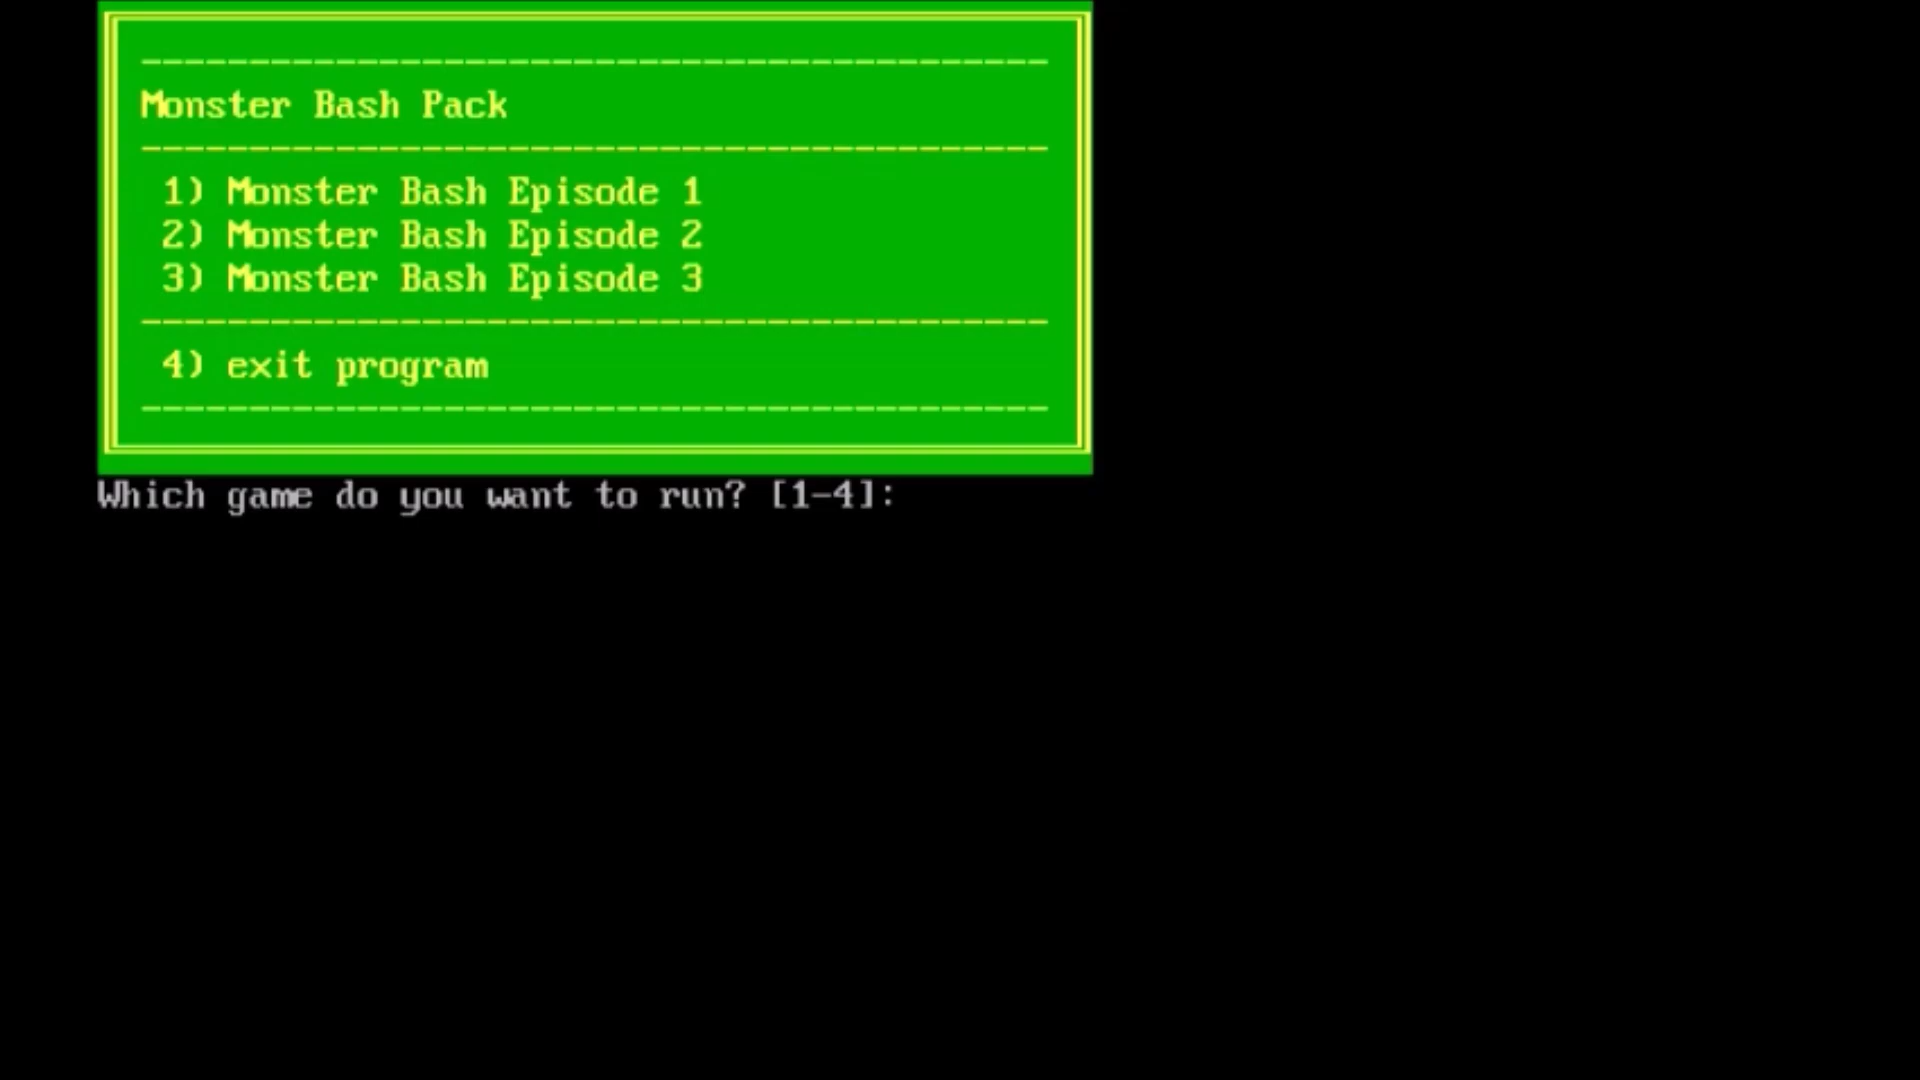 Monster Bash Pack
1) Monster Bash Episode 1
2) Monster Bash Episode 2
3) Monster Bash Episode 3
4) exit program
Which game do you want to run? [1-4]: